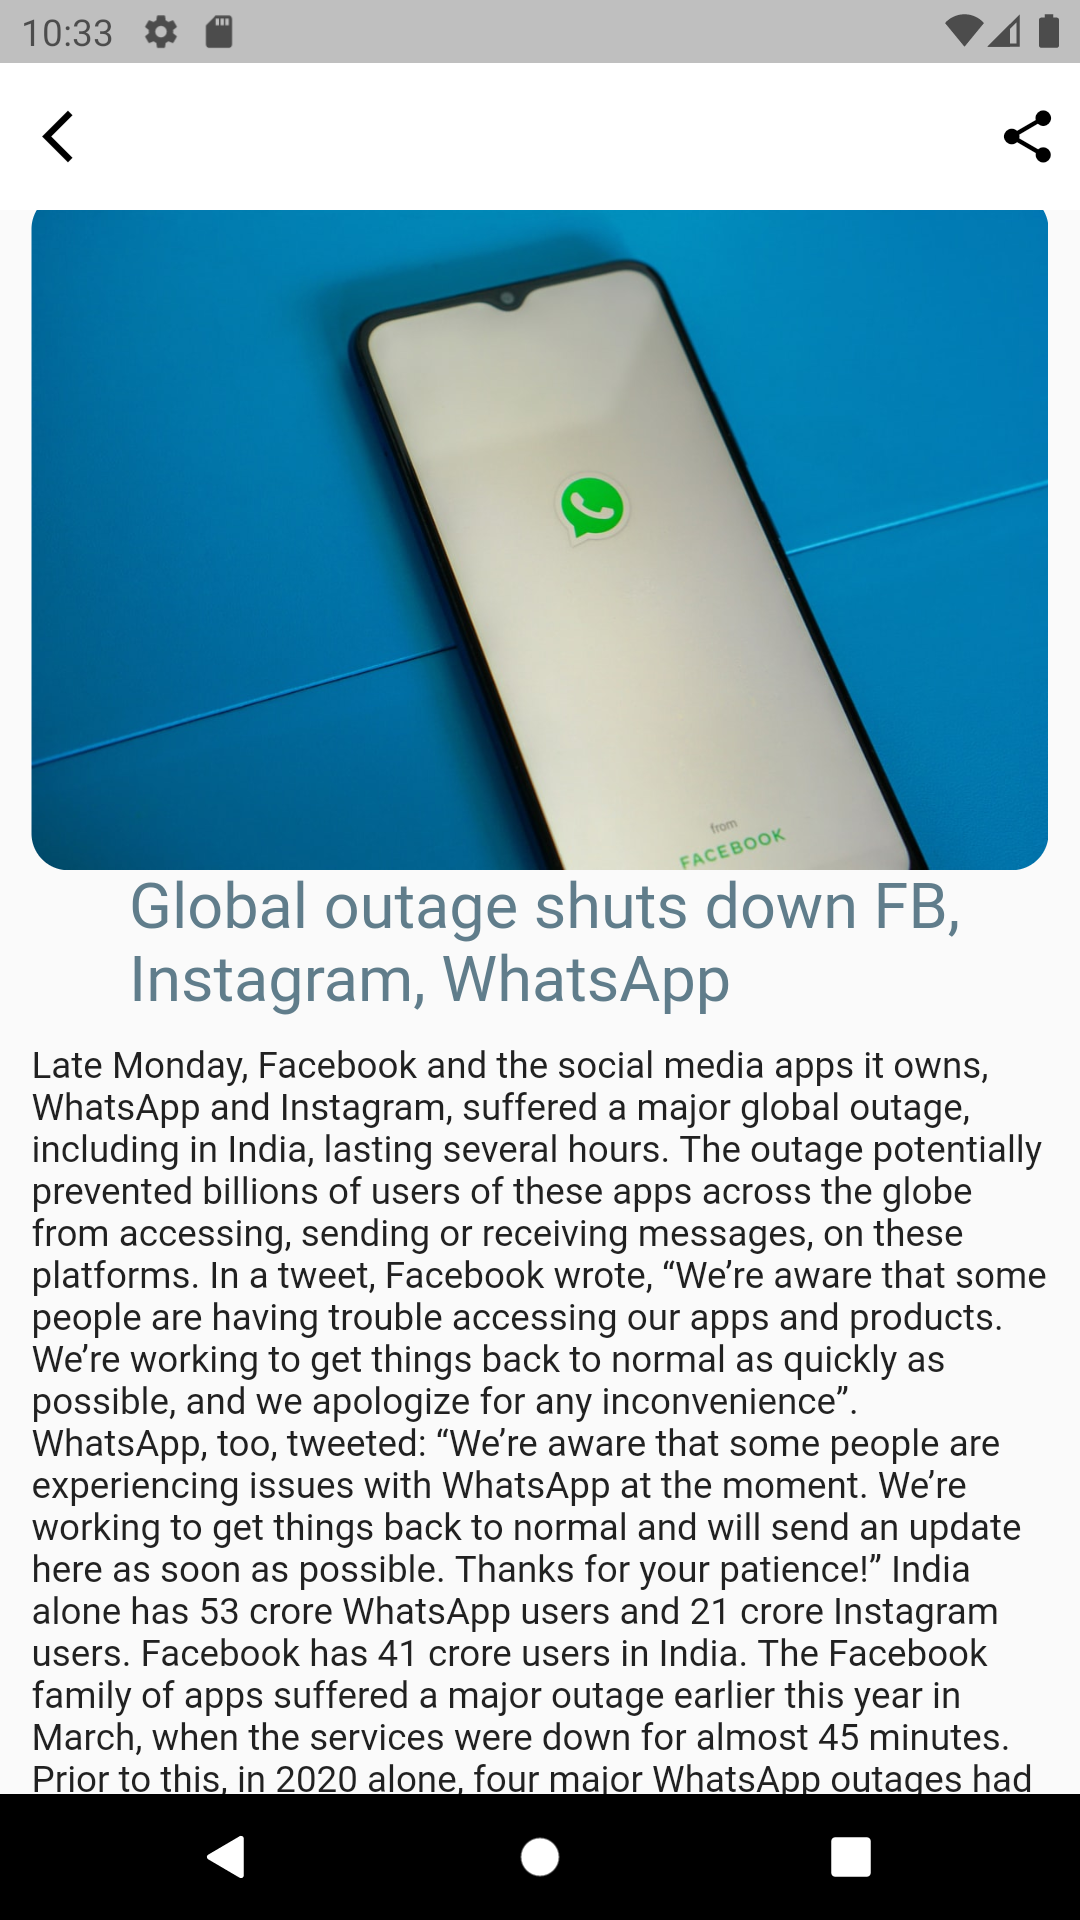 10:33
from
FACEBOOK
Global outage shuts down FB,
Instagram, WhatsApp
Late Monday, Facebook and the social media apps it owns,
WhatsApp and Instagram, suffered a major global outage,
including in India, lasting several hours. The outage potentially
prevented billions of users of these apps across the globe
from accessing, sending or receiving messages, on these
platforms. In a tweet, Facebook wrote, “We’re aware that some
people are having trouble accessing our apps and products.
We’re working to get things back to normal as quickly as
possible, and we apologize for any inconvenience”.
WhatsApp, too, tweeted: “We’re aware that some people are
experiencing issues with WhatsApp at the moment. We’re
working to get things back to normal and will send an update
here as soon as possible. Thanks for your patience!” India
alone has 53 crore WhatsApp users and 21 crore Instagram
users. Facebook has 41 crore users in India. The Facebook
family of apps suffered a major outage earlier this year in
March, when the services were down for almost 45 minutes.
Prior to this, in 2020 alone, four major WhatsApp outages had